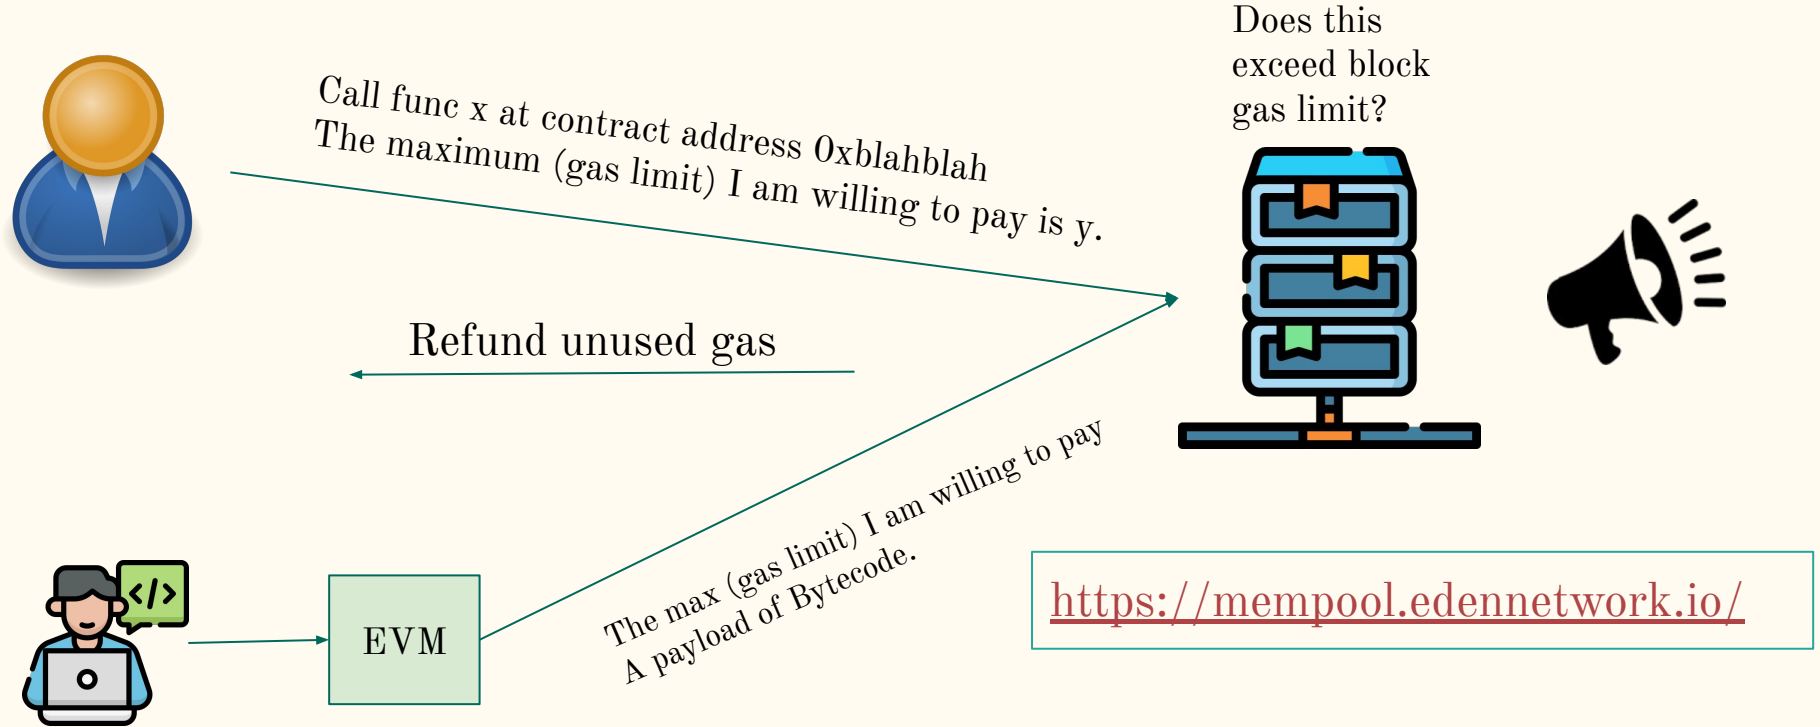 Does this
exceed block
gas limit?
Call func x at contract address 0xblahblah
The maximum (gas limit) I am willing to pay is y.
Refund unused gas
The max (gas limit) I am willing to pay
A payload of Bytecode.
</>
EVM
https://mempool.edennetwork.io/